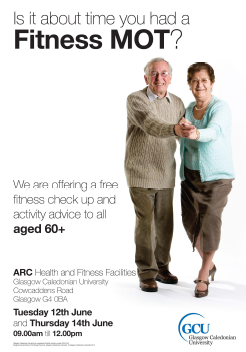 Is it about time you had a
Fitness MOT?
We are offering a free
fitness check up and
activity advice to all
aged 60+
ARC Health and Fitness Facilities
Glasgow Caledonian University
Cowcaddens Road
Glasgow G4 0BA
Tuesday 12th June
and Thursday 14th June
09.00am till 12.00pm
GCU
Glasgow Caledonian
University